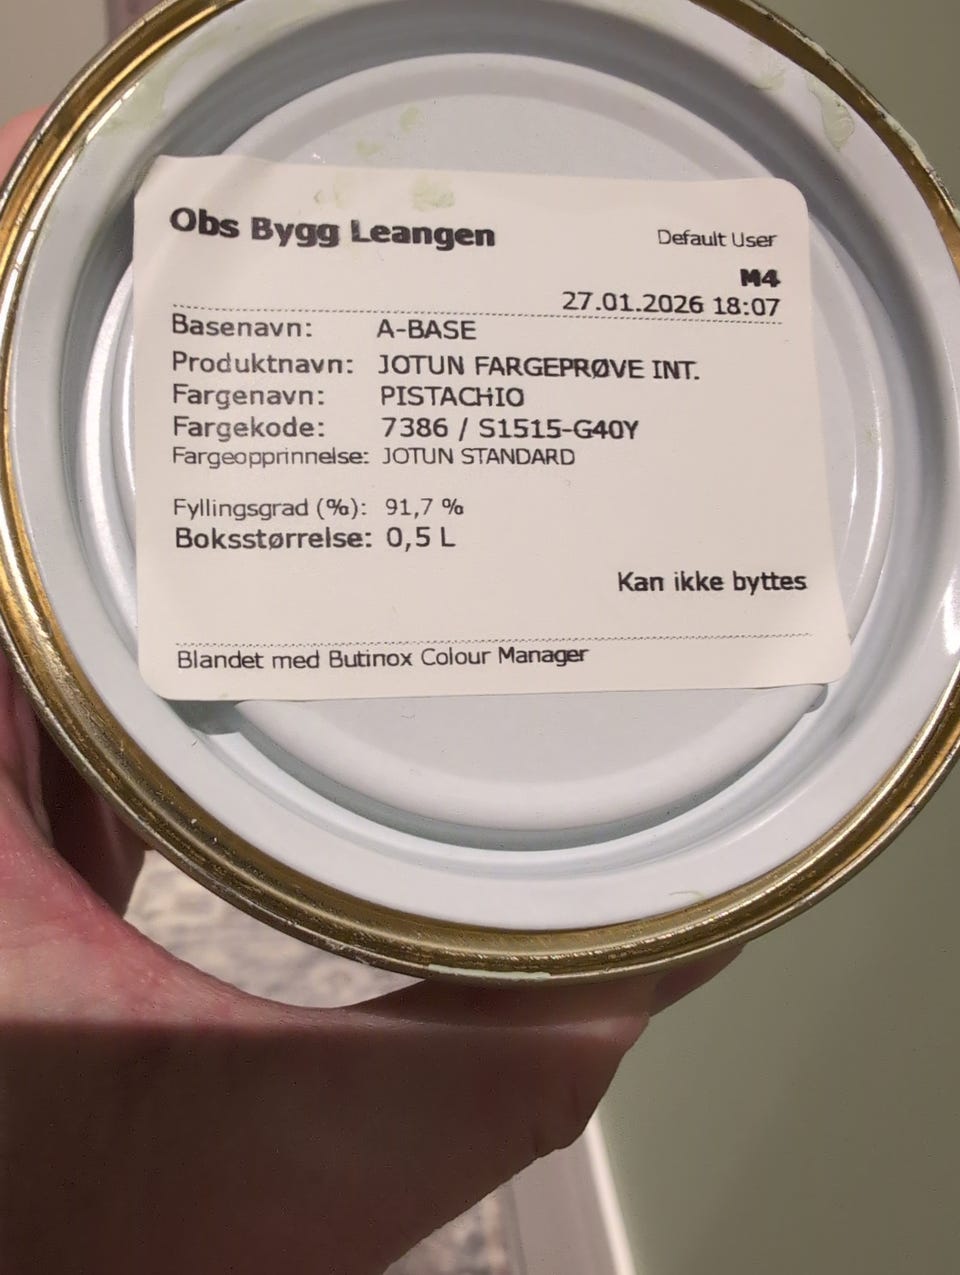 Obs Bygg Leangen
Default User
M4
27.01.2026 18:07
Basenavn: A-BASE
Produktnavn: JOTUN FARGEPRØVE INT.
Fargenavn: PISTACHIO
Fargekode: 7386 / S1515-G40Y
Fargeopprinnelse: JOTUN STANDARD
Fyllingsgrad (%): 91,7 %
Boksstørrelse: 0,5 L
Kan ikke byttes
Blandet med Butinox Colour Manager